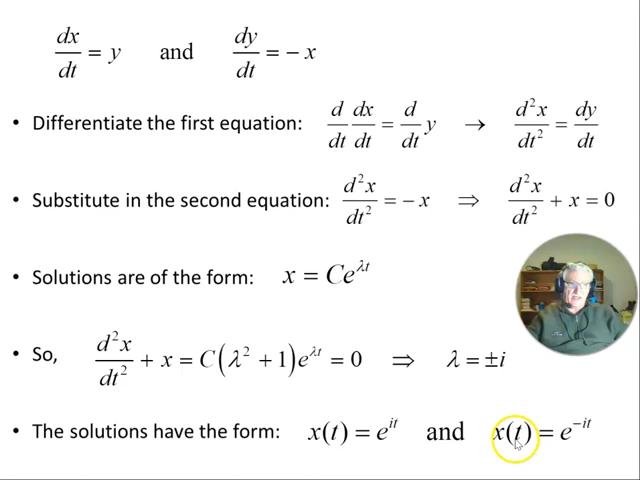 dx/dt = y and dy/dt = − x
• Differentiate the first equation: d/dt dx/dt = d/dt y → d²x/dt² = dy/dt
• Substitute in the second equation: d²x/dt² = − x ⇒ d²x/dt² + x = 0
• Solutions are of the form: x = Ce^{λt}
• So, d²x/dt² + x = C(λ² + 1)e^{λt} = 0 ⇒ λ = ±i
• The solutions have the form: x(t) = e^{it} and x(t) = e^{−it}